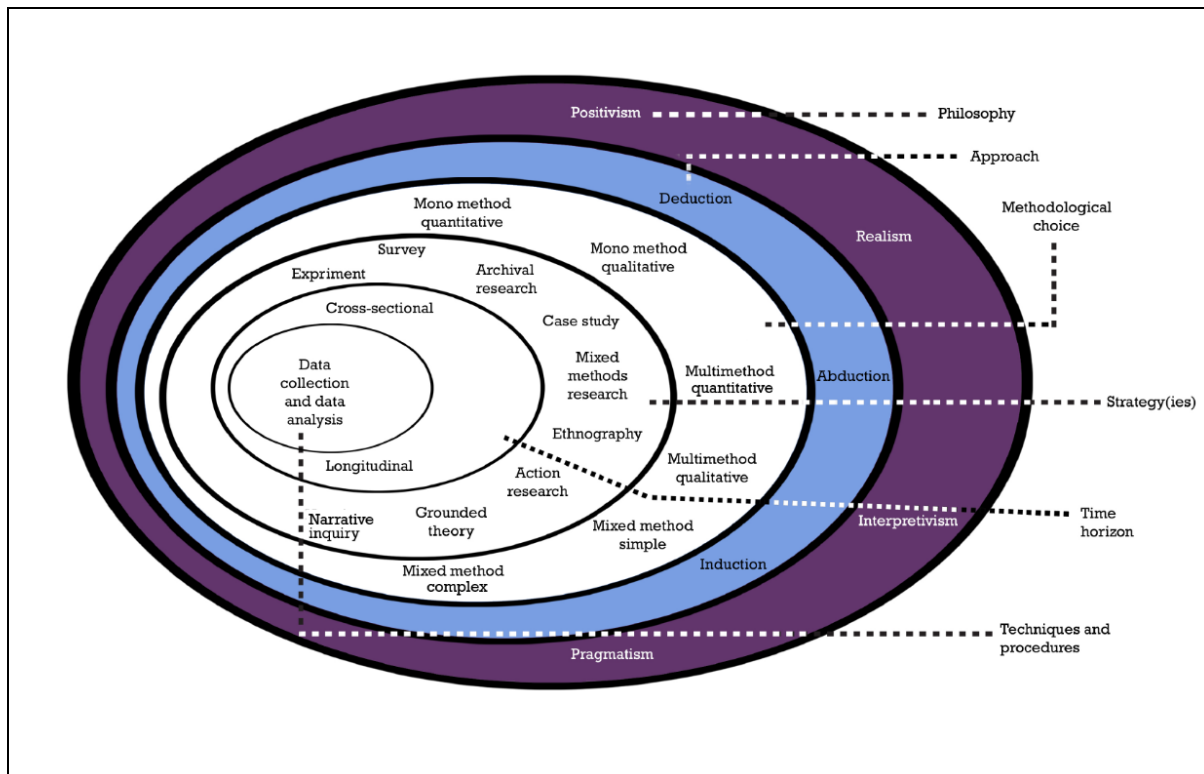 Positivism
Philosophy
Approach
Deduction
Methodological
choice
Mono method
quantitative
Realism
Survey
Mono method
qualitative
Expriment
Archival
research
Cross-sectional
Case study
Data
collection
and data
analysis
Mixed
methods
research
Multimethod
quantitative
Abduction
Strategy(ies)
Ethnography
Longitudinal
Action
research
Multimethod
qualitative
Narrative
inquiry
Grounded
theory
Mixed method
simple
Interpretivism
Time
horizon
Mixed method
complex
Induction
Techniques and
procedures
Pragmatism